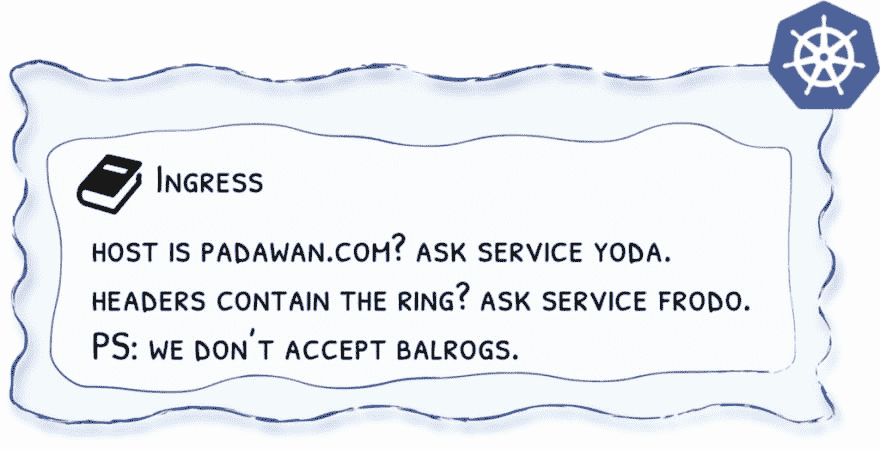 Ingress
host is padawan.com? ask service yoda.
headers contain the ring? ask service frodo.
PS: we don't accept balrogs.